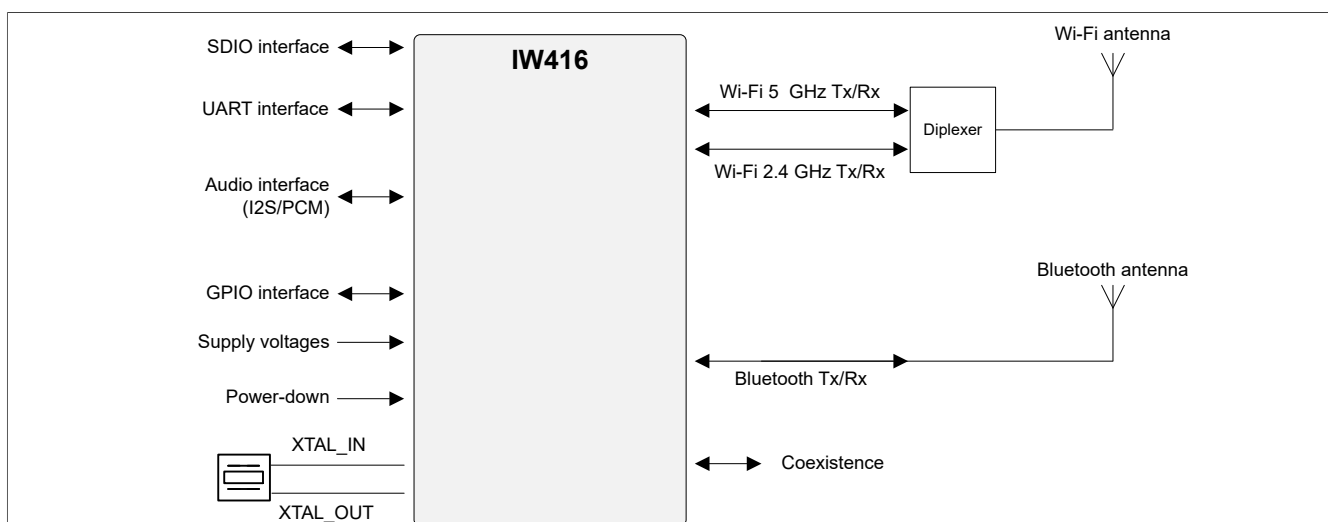 SDIO interface
UART interface
Audio interface
(I2S/PCM)
GPIO interface
Supply voltages
Power-down
XTAL_IN
XTAL_OUT
IW416
Wi-Fi antenna
Wi-Fi 5 GHz Tx/Rx
Diplexer
Wi-Fi 2.4 GHz Tx/Rx
Bluetooth antenna
Bluetooth Tx/Rx
Coexistence